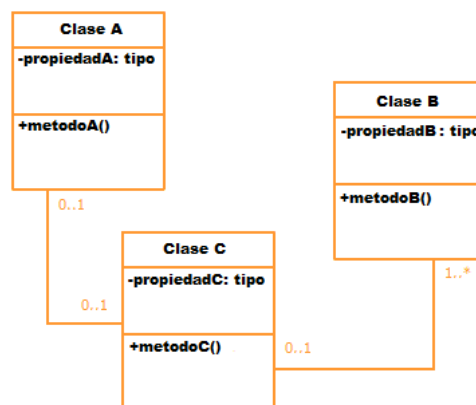 Clase A
-propiedadA: tipo
+metodoA()
0..1
Clase B
-propiedadB : tipo
+metodoB()
1..*
Clase C
-propiedadC: tipo
+metodoC()
0..1
0..1